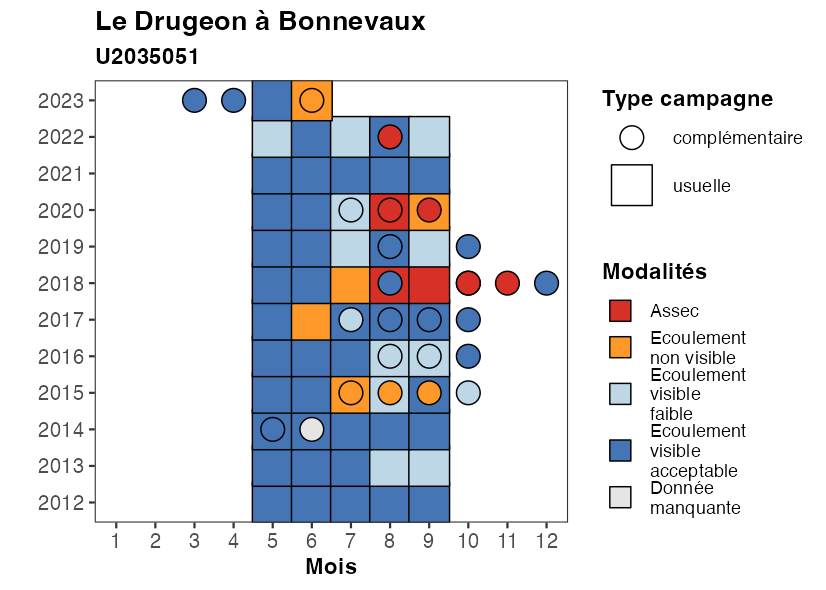 Le Drugeon à Bonnevaux
U2035051
2023
2022
2021
2020
2019
2018
2017
2016
2015
2014
2013
2012
1 2 3 4 5 6 7 8 9 10 11 12
Mois
Type campagne
complémentaire
usuelle
Modalités
Assec
Ecoulement
non visible
Ecoulement
visible
faible
Ecoulement
visible
acceptable
Donnée
manquante